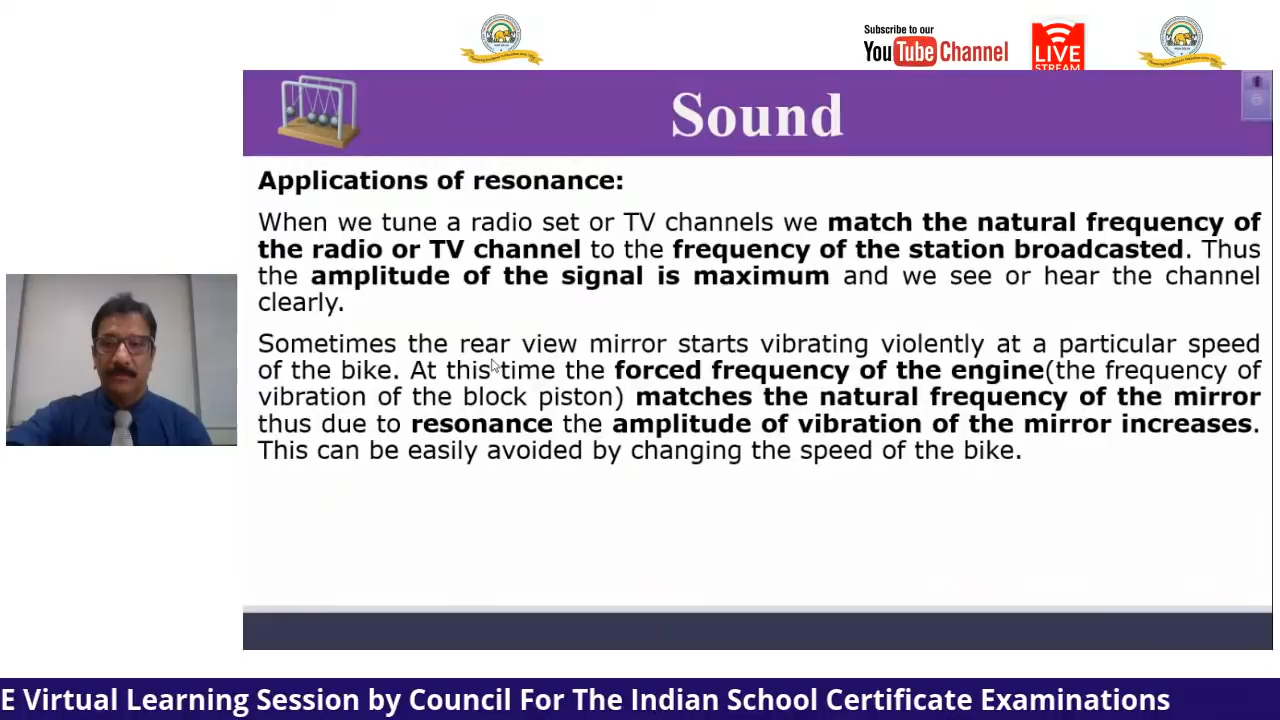 Subscribe to our
YouTube Channel
LIVE
STREAM
Sound
Applications of resonance:
When we tune a radio set or TV channels we match the natural frequency of
the radio or TV channel to the frequency of the station broadcasted. Thus
the amplitude of the signal is maximum and we see or hear the channel
clearly.
Sometimes the rear view mirror starts vibrating violently at a particular speed
of the bike. At this time the forced frequency of the engine(the frequency of
vibration of the block piston) matches the natural frequency of the mirror
thus due to resonance the amplitude of vibration of the mirror increases.
This can be easily avoided by changing the speed of the bike.
E Virtual Learning Session by Council For The Indian School Certificate Examinations